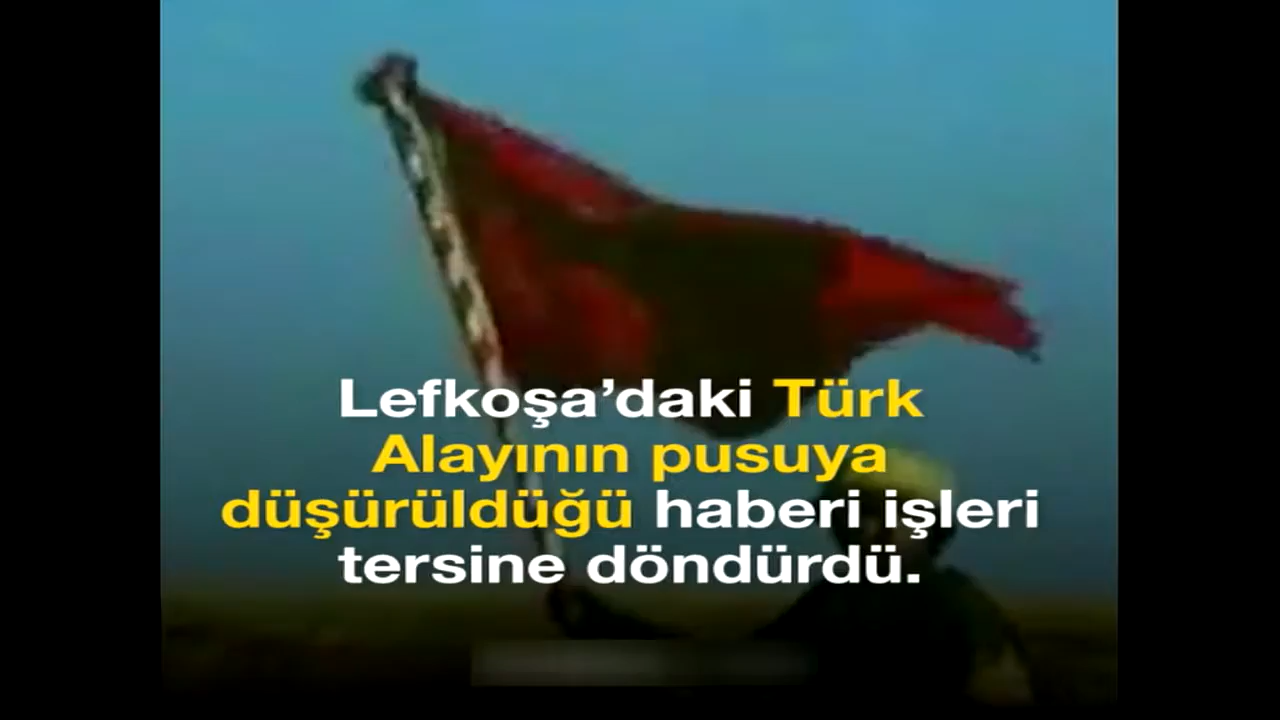 Lefkoşa’daki Türk
Alayının pusuya
düşürüldüğü haberi işleri
tersine döndürdü.